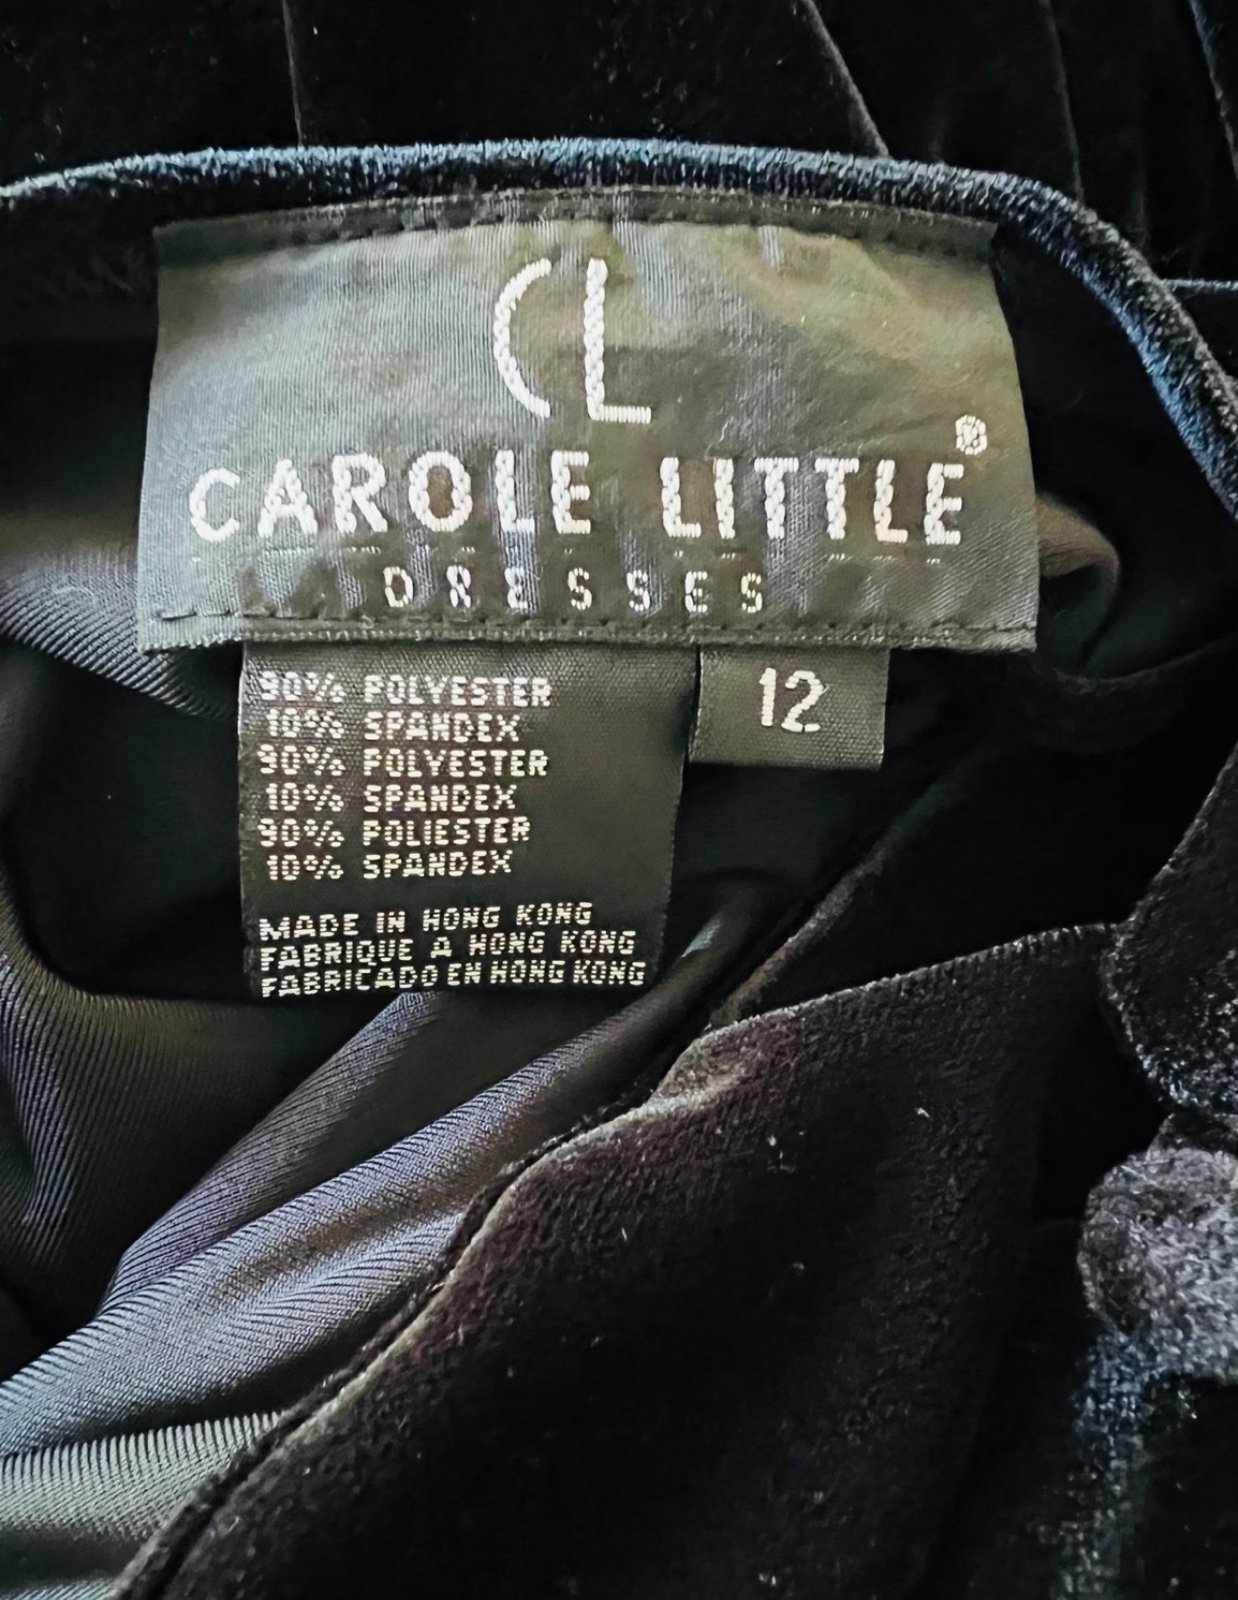 CL
CAROLE LITTLE®
DRESSES
12
90% POLYESTER
10% SPANDEX
90% POLYESTER
10% SPANDEX
90% POLIESTER
10% SPANDEX
MADE IN HONG KONG
FABRIQUE A HONG KONG
FABRICADO EN HONG KONG